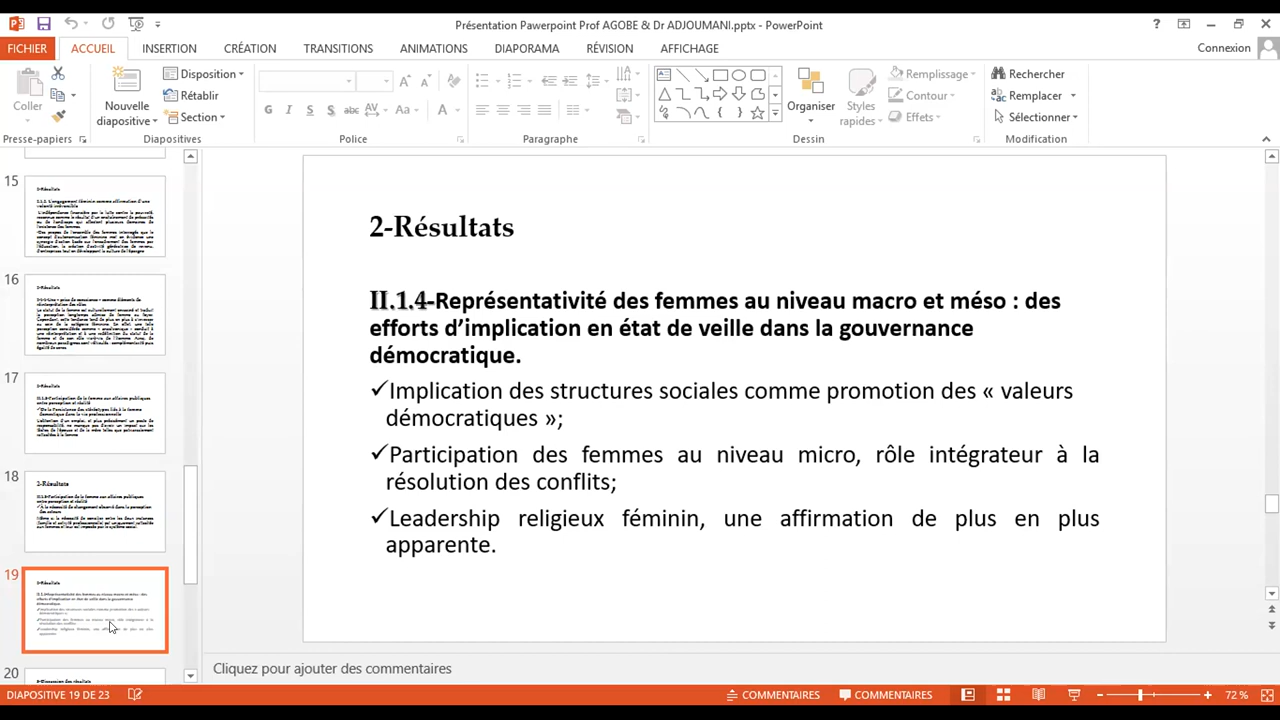 Présentation Pawerpoint Prof AGOBE & Dr ADJOUMANI.pptx - PowerPoint
FICHIER ACCUEIL INSERTION CRÉATION TRANSITIONS ANIMATIONS DIAPORAMA RÉVISION AFFICHAGE Connexion
Coller
Nouvelle
diapositive
Disposition
Rétablir
Section
G I S S abc AV Aa A
Organiser
Styles
rapides
Remplissage
Contour
Effets
Rechercher
Remplacer
Sélectionner
Presse-papiers Diapositives Police Paragraphe Dessin Modification
15
16
17
18
2-Résultats
19
20
2-Résultats
II.1.4-Représentativité des femmes au niveau macro et méso : des
efforts d’implication en état de veille dans la gouvernance
démocratique.
✓Implication des structures sociales comme promotion des « valeurs
démocratiques »;
✓Participation des femmes au niveau micro, rôle intégrateur à la
résolution des conflits;
✓Leadership religieux féminin, une affirmation de plus en plus
apparente.
Cliquez pour ajouter des commentaires
DIAPOSITIVE 19 DE 23 COMMENTAIRES COMMENTAIRES 72 %